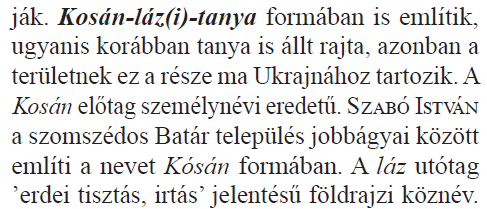 ják. Kosán-láz(i)-tanya formában is említik,
ugyanis korábban tanya is állt rajta, azonban a
területnek ez a része ma Ukrajnához tartozik. A
Kosán előtag személynévi eredetű. SZABÓ ISTVÁN
a szomszédos Batár település jobbágyai között
említi a nevet Kósán formában. A láz utótag
’erdei tisztás, irtás’ jelentésű földrajzi köznév.